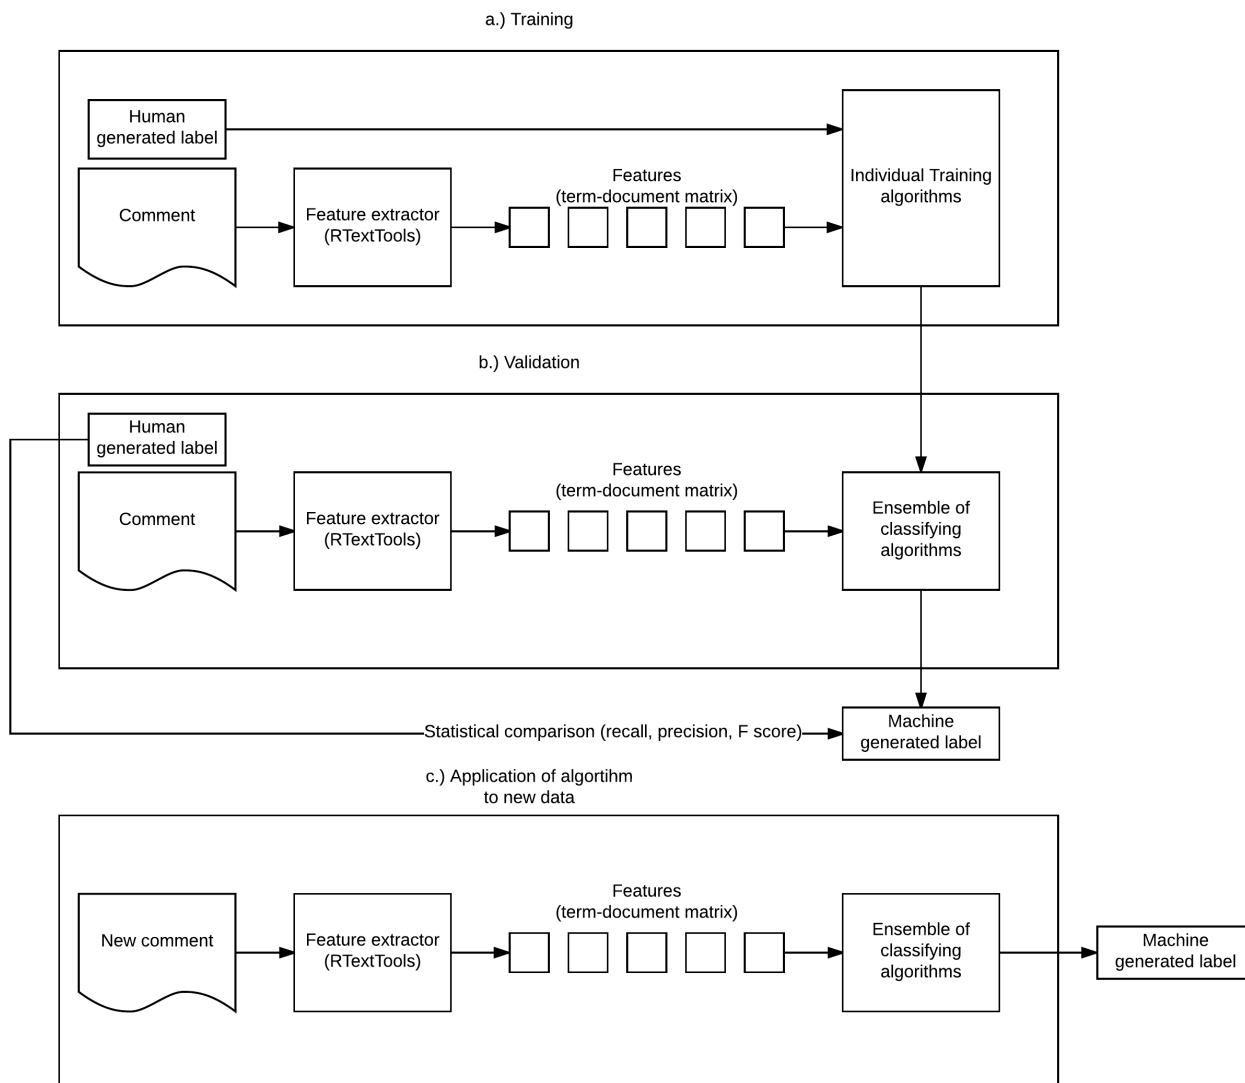 a.) Training
Human
generated label
Comment
Feature extractor
(RTextTools)
Features
(term-document matrix)
Individual Training
algorithms
b.) Validation
Human
generated label
Comment
Feature extractor
(RTextTools)
Features
(term-document matrix)
Ensemble of
classifying
algorithms
Statistical comparison (recall, precision, F score)
Machine
generated label
c.) Application of algortihm
to new data
New comment
Feature extractor
(RTextTools)
Features
(term-document matrix)
Ensemble of
classifying
algorithms
Machine
generated label